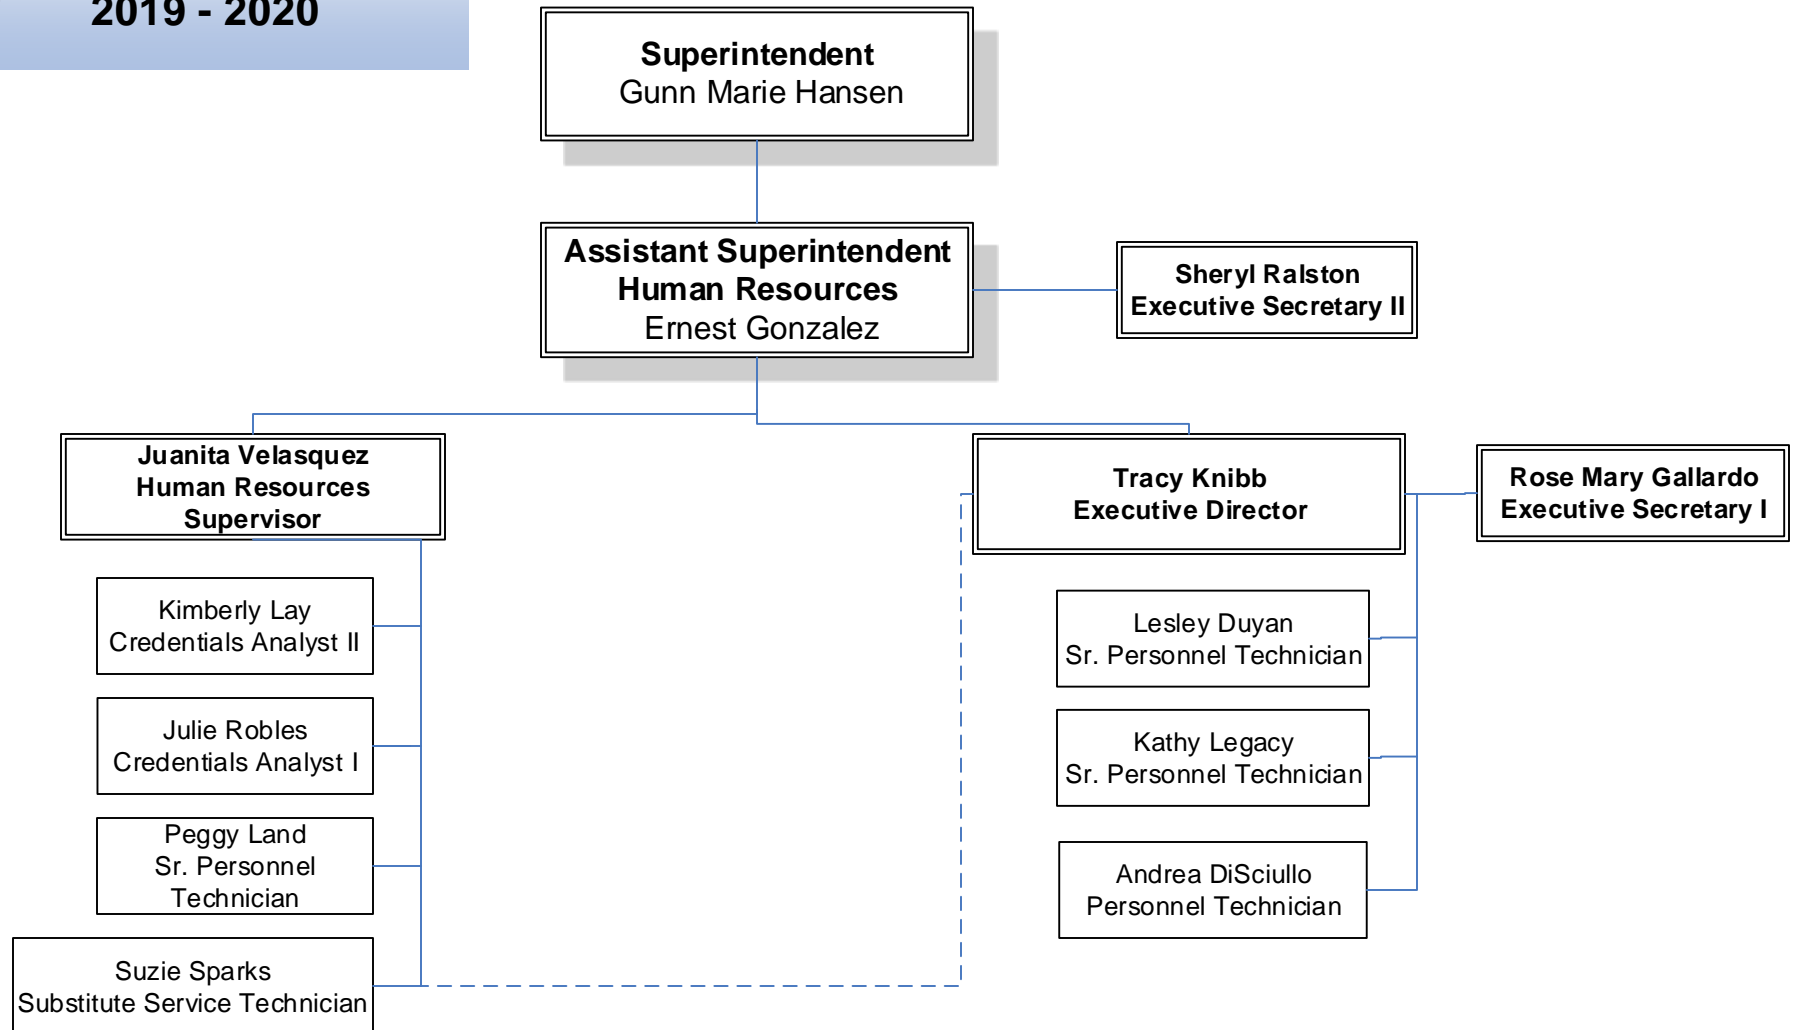 2019 - 2020
Superintendent
Gunn Marie Hansen
Assistant Superintendent
Human Resources
Ernest Gonzalez
Sheryl Ralston
Executive Secretary II
Juanita Velasquez
Human Resources
Supervisor
Tracy Knibb
Executive Director
Rose Mary Gallardo
Executive Secretary I
Kimberly Lay
Credentials Analyst II
Julie Robles
Credentials Analyst I
Peggy Land
Sr. Personnel
Technician
Suzie Sparks
Substitute Service Technician
Lesley Duyan
Sr. Personnel Technician
Kathy Legacy
Sr. Personnel Technician
Andrea DiSciullo
Personnel Technician